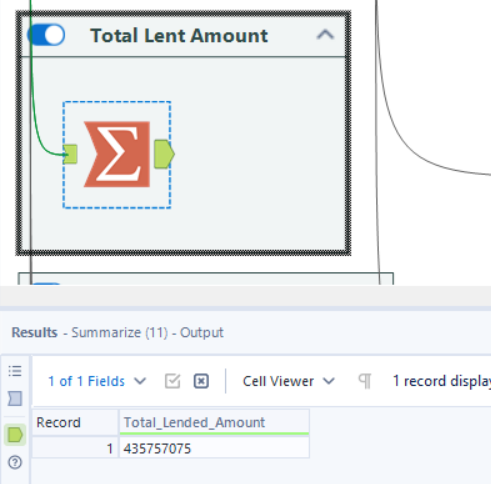 Total Lent Amount
Σ
Results - Summarize (11) - Output
1 of 1 Fields Cell Viewer 1 record display
Record Total_Lended_Amount
1 435757075